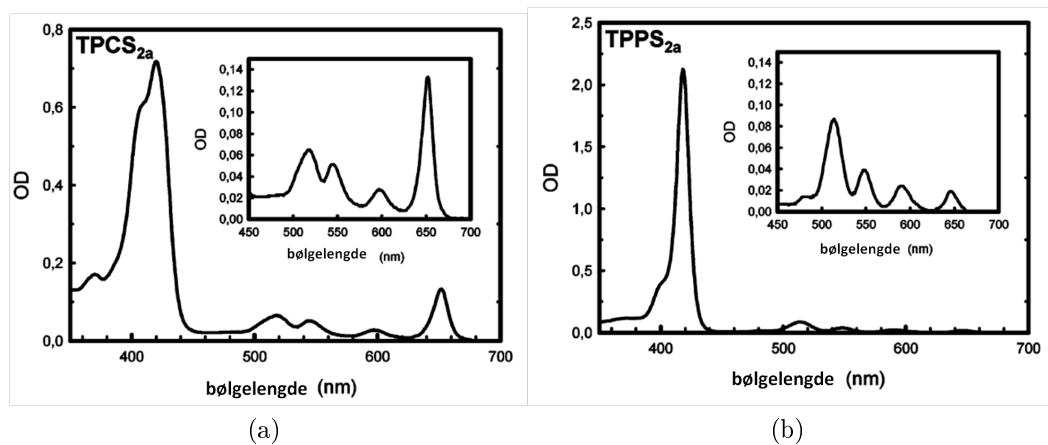 TPCS2a
0,8
0,6
0,4
0,2
0,0
OD
400 500 600 700
bølgelengde (nm)
0,14
0,12
0,10
0,08
0,06
0,04
0,02
0,00
OD
450 500 550 600 650 700
bølgelengde (nm)
(a)
TPPS2a
2,5
2,0
1,5
1,0
0,5
0,0
OD
400 500 600 700
bølgelengde (nm)
0,14
0,12
0,10
0,08
0,06
0,04
0,02
0,00
OD
450 500 550 600 650 700
bølgelengde (nm)
(b)